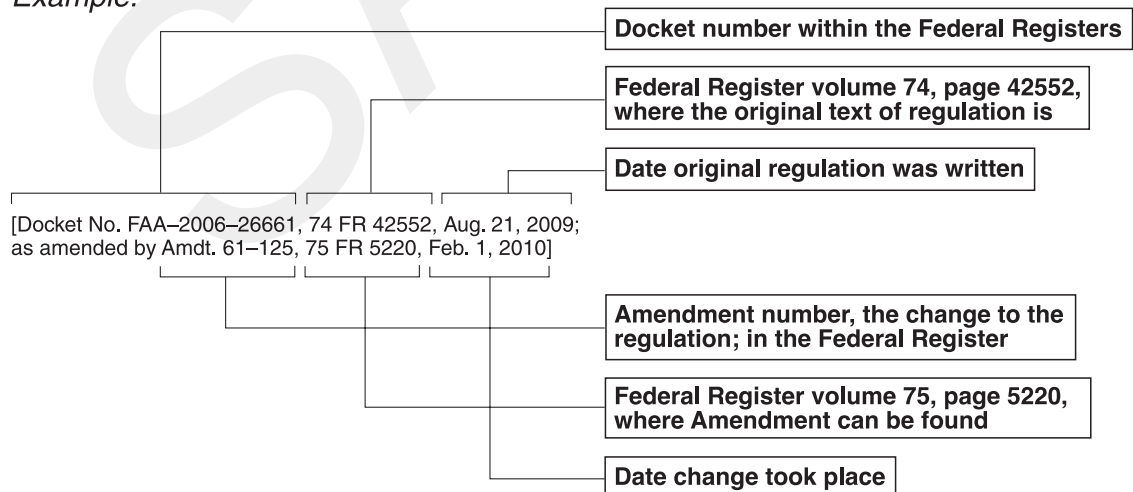 Example:
Docket number within the Federal Registers
Federal Register volume 74, page 42552,
where the original text of regulation is
Date original regulation was written
[Docket No. FAA–2006–26661, 74 FR 42552, Aug. 21, 2009;
as amended by Amdt. 61–125, 75 FR 5220, Feb. 1, 2010]
Amendment number, the change to the
regulation; in the Federal Register
Federal Register volume 75, page 5220,
where Amendment can be found
Date change took place